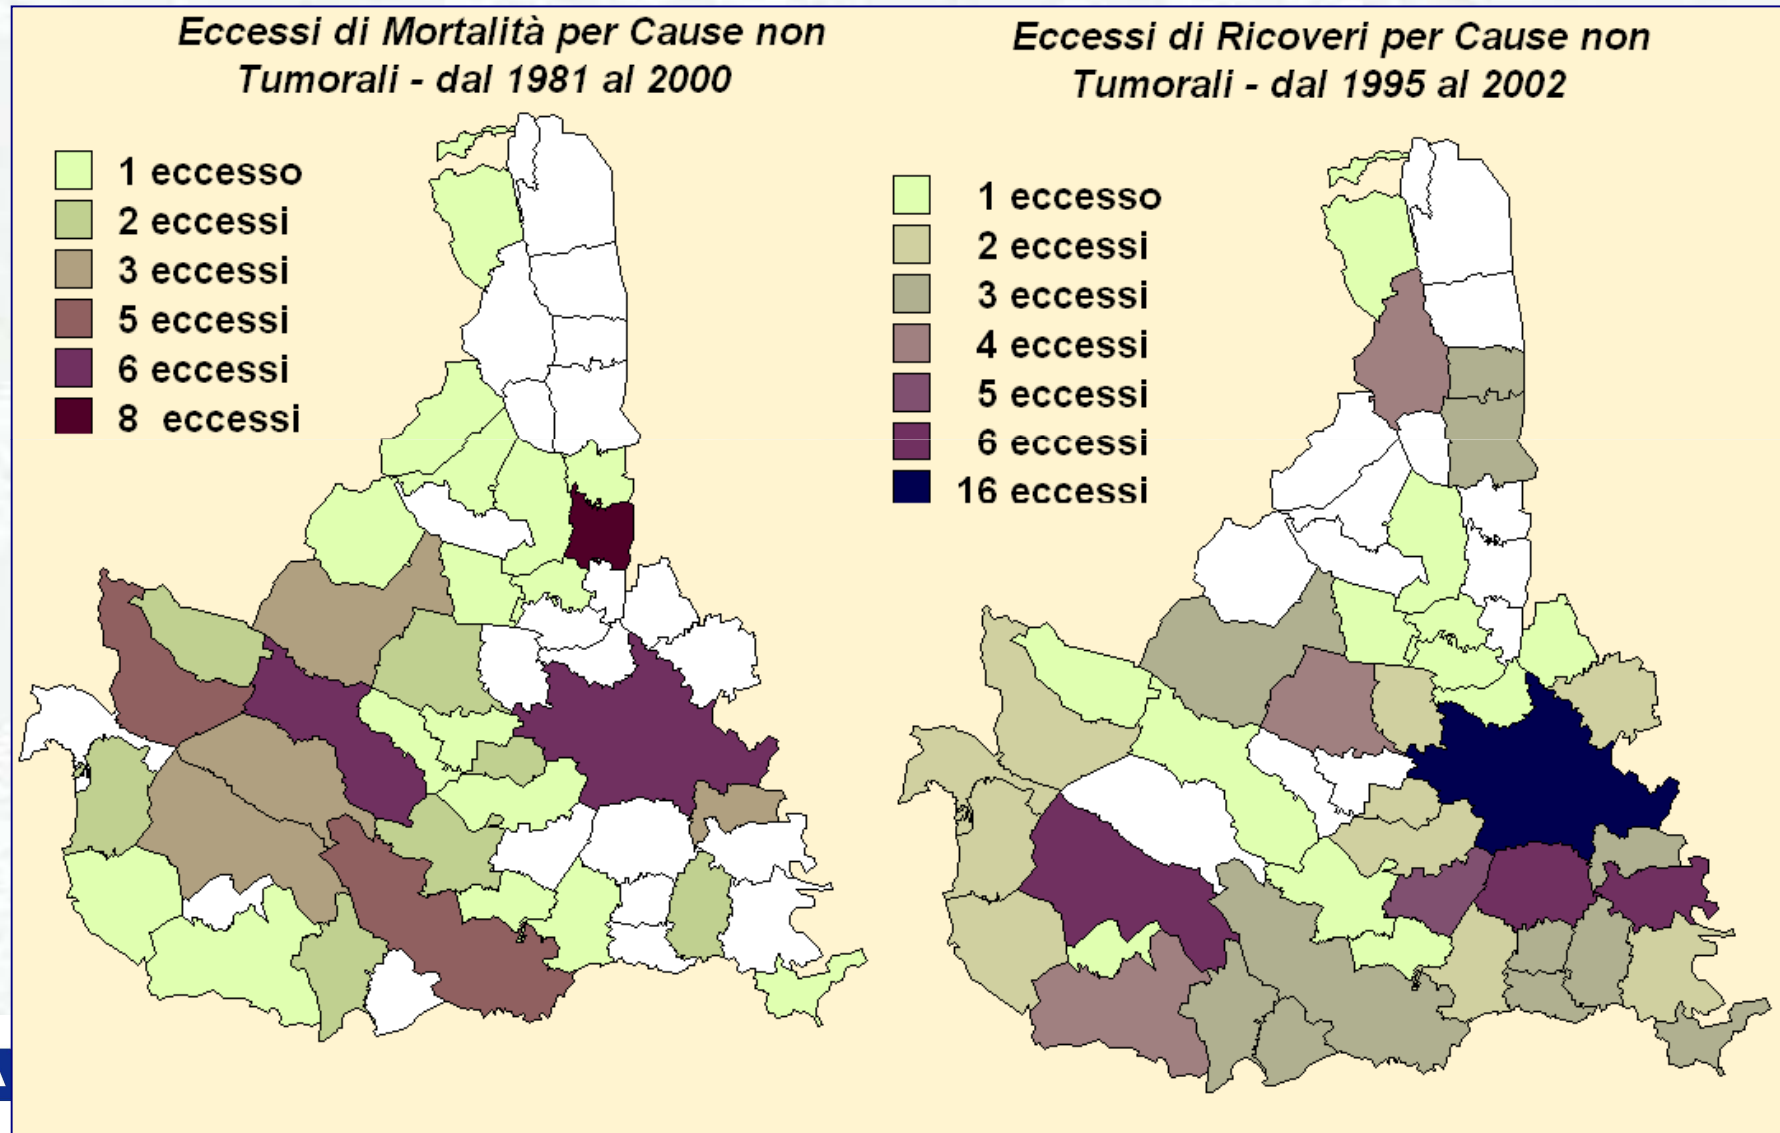 Eccessi di Mortalità per Cause non
Tumorali - dal 1981 al 2000
1 eccesso
2 eccessi
3 eccessi
5 eccessi
6 eccessi
8 eccessi
Eccessi di Ricoveri per Cause non
Tumorali - dal 1995 al 2002
1 eccesso
2 eccessi
3 eccessi
4 eccessi
5 eccessi
6 eccessi
16 eccessi
A